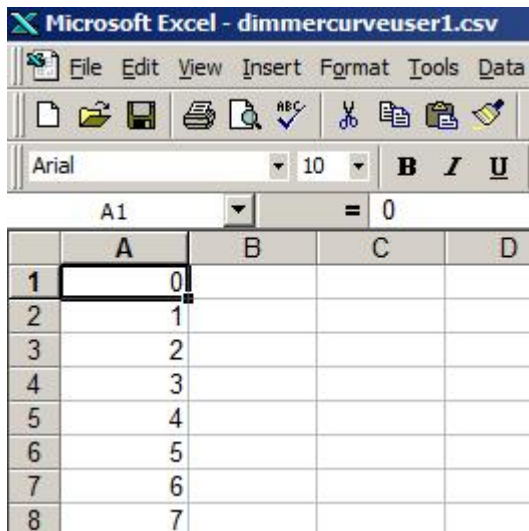 Microsoft Excel - dimmercurveuser1.csv
File Edit View Insert Format Tools Data
ABC
Arial 10 B I U
A1 = 0
A B C D
1 0
2 1
3 2
4 3
5 4
6 5
7 6
8 7